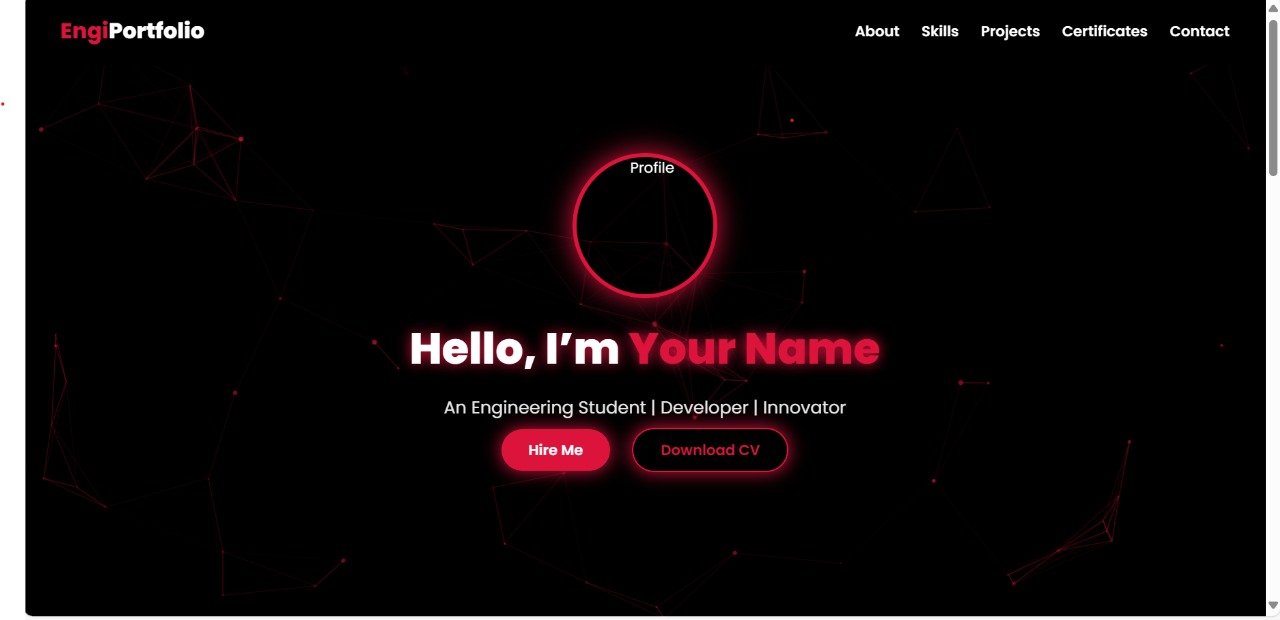 EngiPortfolio
About Skills Projects Certificates Contact
Profile
Hello, I’m Your Name
An Engineering Student | Developer | Innovator
Hire Me
Download CV